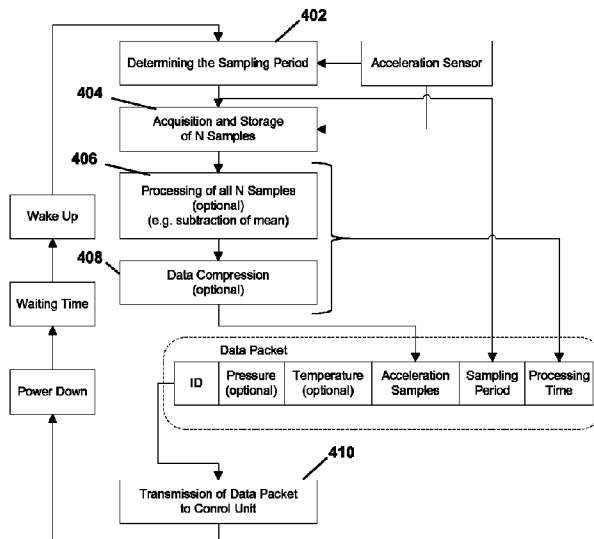 402
Determining the Sampling Period
Acceleration Sensor
404
Acquisition and Storage
of N Samples
406
Processing of all N Samples
(optional)
(e.g. subtraction of mean)
Wake Up
408
Data Compression
(optional)
Waiting Time
Data Packet
Power Down
ID
Pressure
(optional)
Temperature
(optional)
Acceleration
Samples
Sampling
Period
Processing
Time
410
Transmission of Data Packet
to Conrol Unit